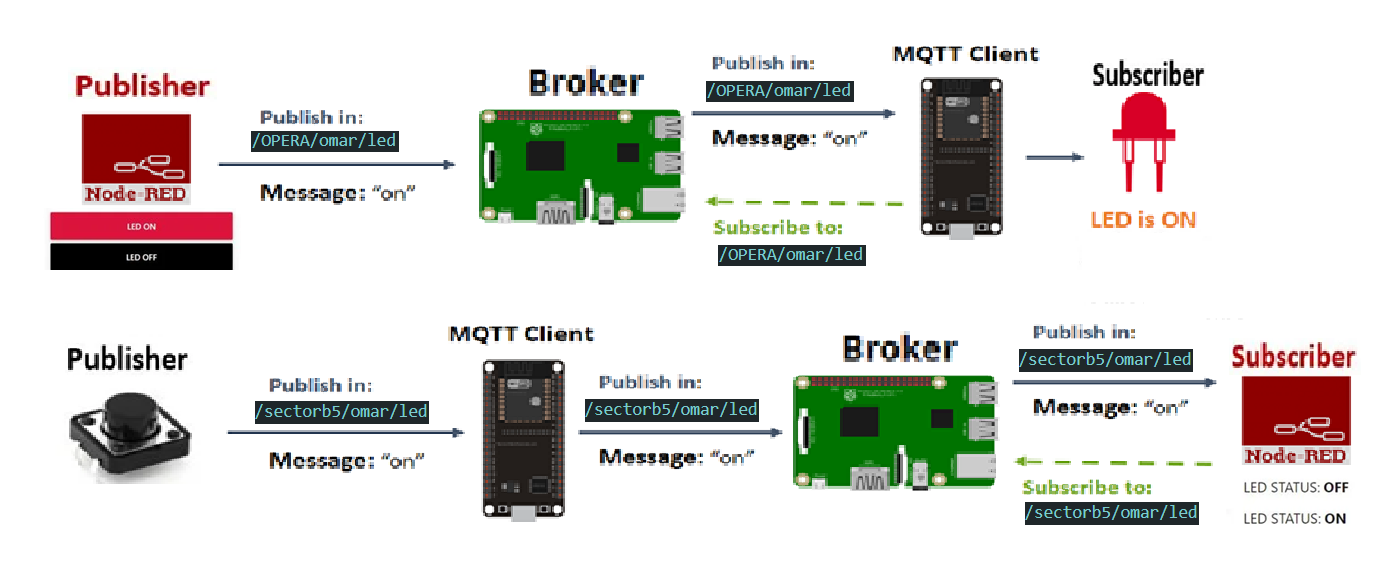 Publisher
Node-RED
LED ON
LED OFF
Publish in:
/OPERA/omar/led
Message: “on”
Broker
Publish in:
/OPERA/omar/led
Message: “on”
Subscribe to:
/OPERA/omar/led
MQTT Client
Subscriber
LED is ON
Publisher
Publish in:
/sectorb5/omar/led
Message: “on”
MQTT Client
Publish in:
/sectorb5/omar/led
Message: “on”
Broker
Publish in:
/sectorb5/omar/led
Message: “on”
Subscribe to:
/sectorb5/omar/led
Subscriber
Node-RED
LED STATUS: OFF
LED STATUS: ON